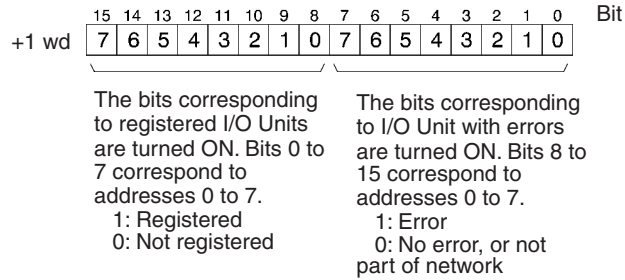 15 14 13 12 11 10 9 8 7 6 5 4 3 2 1 0 Bit
+1 wd 7 6 5 4 3 2 1 0 7 6 5 4 3 2 1 0
The bits corresponding
to registered I/O Units
are turned ON. Bits 0 to
7 correspond to
addresses 0 to 7.
1: Registered
0: Not registered
The bits corresponding
to I/O Unit with errors
are turned ON. Bits 8 to
15 correspond to
addresses 0 to 7.
1: Error
0: No error, or not
part of network